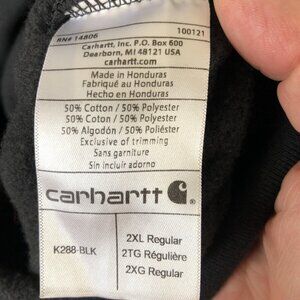 RN# 14806 100121
Carhartt, Inc. P.O. Box 600
Dearborn, MI 48121 USA
carhartt.com
Made in Honduras
Fabriqué au Honduras
Hecho en Honduras
50% Cotton / 50% Polyester
50% Coton / 50% Polyester
50% Algodón / 50% Poliéster
Exclusive of trimming
Sans garniture
Sin incluir adorno
carhartt
K288-BLK
2XL Regular
2TG Régulière
2XG Regular